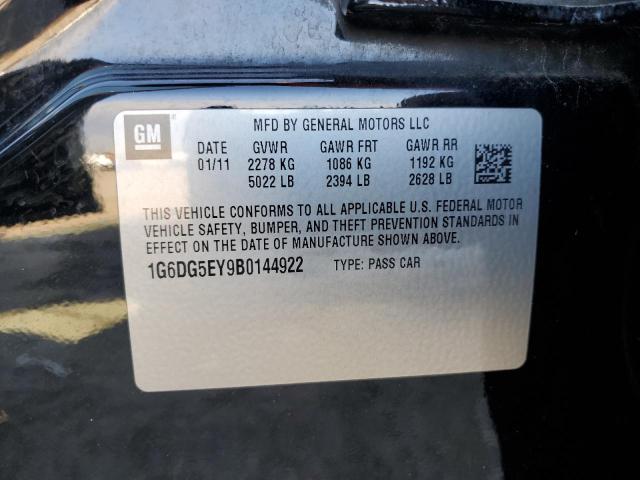 GM
MFD BY GENERAL MOTORS LLC
DATE GVWR GAWR FRT GAWR RR
01/11 2278 KG 1086 KG 1192 KG
5022 LB 2394 LB 2628 LB
THIS VEHICLE CONFORMS TO ALL APPLICABLE U.S. FEDERAL MOTOR
VEHICLE SAFETY, BUMPER, AND THEFT PREVENTION STANDARDS IN
EFFECT ON THE DATE OF MANUFACTURE SHOWN ABOVE.
1G6DG5EY9B0144922 TYPE: PASS CAR